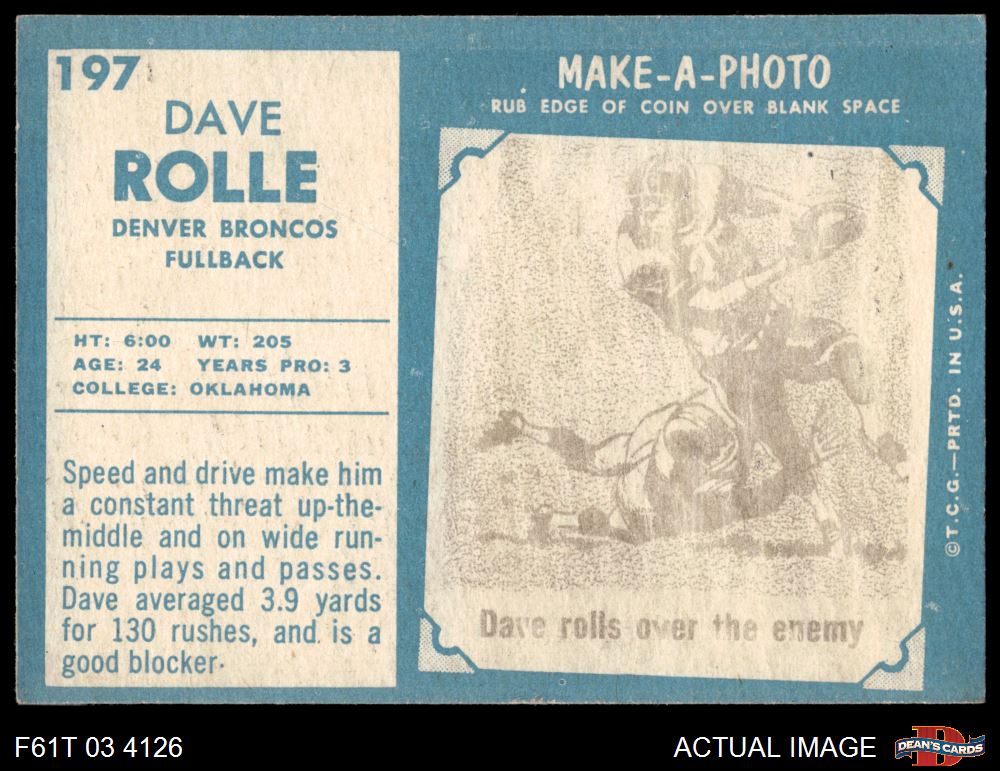 197
DAVE
ROLLE
DENVER BRONCOS
FULLBACK
HT: 6:00 WT: 205
AGE: 24 YEARS PRO: 3
COLLEGE: OKLAHOMA
Speed and drive make him
a constant threat up-the-
middle and on wide run-
ning plays and passes.
Dave averaged 3.9 yards
for 130 rushes, and is a
good blocker.
MAKE-A-PHOTO
RUB EDGE OF COIN OVER BLANK SPACE
Dave rolls over the enemy
©T.C.G.—PRTD. IN U.S.A.
F61T 03 4126
ACTUAL IMAGE
DEAN'S CARDS